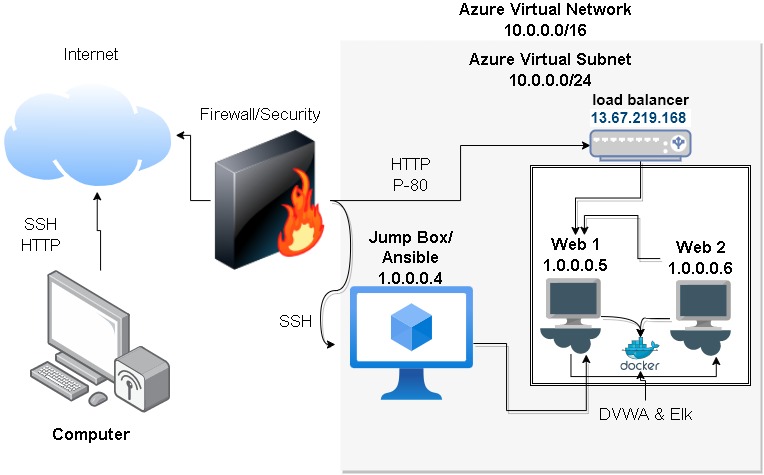 Azure Virtual Network
10.0.0.0/16
Internet
Azure Virtual Subnet
10.0.0.0/24
Firewall/Security
load balancer
13.67.219.168
HTTP
P-80
SSH
HTTP
Jump Box/
Ansible
1.0.0.0.4
Web 1
1.0.0.0.5
Web 2
1.0.0.0.6
SSH
docker
DVWA & Elk
Computer